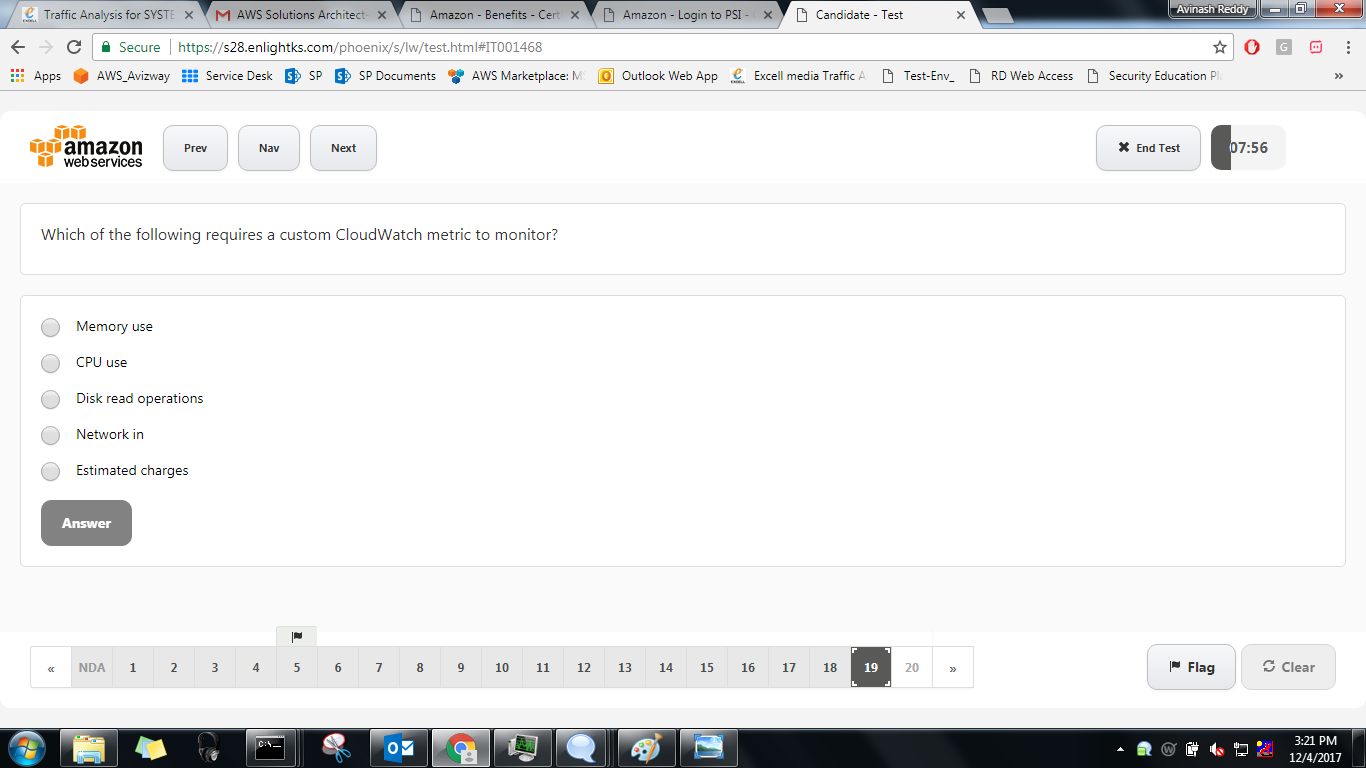 Traffic Analysis for SYSTE
AWS Solutions Architect-
Amazon - Benefits - Cert
Amazon - Login to PSI -
Candidate - Test
Avinash Reddy
Secure
https://s28.enlightks.com/phoenix/s/lw/test.html#IT001468
Apps
AWS_Avizway
Service Desk
SP
SP Documents
AWS Marketplace: M
Outlook Web App
Excell media Traffic A
Test-Env_
RD Web Access
Security Education Pl
»
amazon
webservices
Prev
Nav
Next
End Test
07:56
Which of the following requires a custom CloudWatch metric to monitor?
Memory use
CPU use
Disk read operations
Network in
Estimated charges
Answer
« NDA 1 2 3 4 5 6 7 8 9 10 11 12 13 14 15 16 17 18 19 20 »
Flag
Clear
3:21 PM
12/4/2017